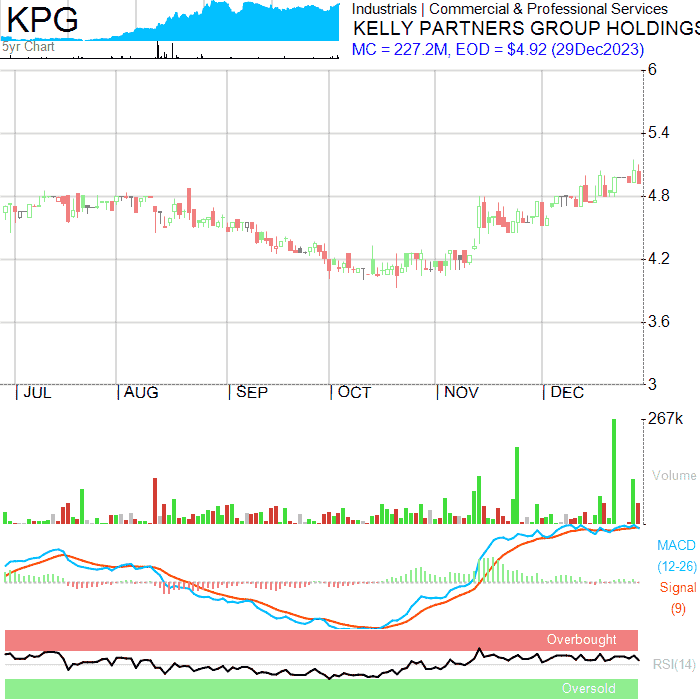 KPG
5yr Chart
Industrials | Commercial & Professional Services
KELLY PARTNERS GROUP HOLDINGS
MC = 227.2M, EOD = $4.92 (29Dec2023)
6
5.4
4.8
4.2
3.6
3
| JUL | AUG | SEP | OCT | NOV | DEC
267k
Volume
MACD
(12-26)
Signal
(9)
Overbought
RSI(14)
Oversold